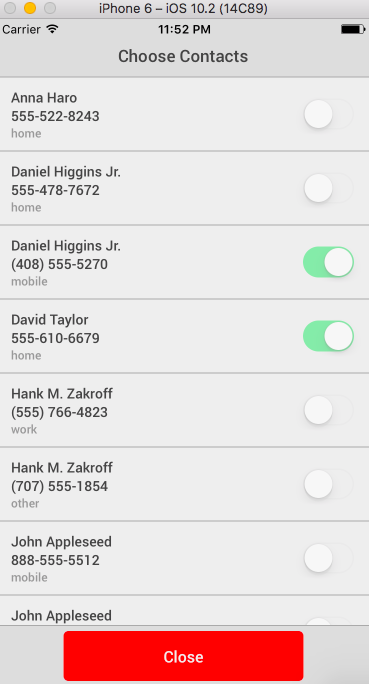 iPhone 6 – iOS 10.2 (14C89)
Carrer 11:52 PM
Choose Contacts
Anna Haro
555-522-8243
home
Daniel Higgins Jr.
555-478-7672
home
Daniel Higgins Jr.
(408) 555-5270
mobile
David Taylor
555-610-6679
home
Hank M. Zakroff
(555) 766-4823
work
Hank M. Zakroff
(707) 555-1854
other
John Appleseed
888-555-5512
mobile
John Appleseed
Close